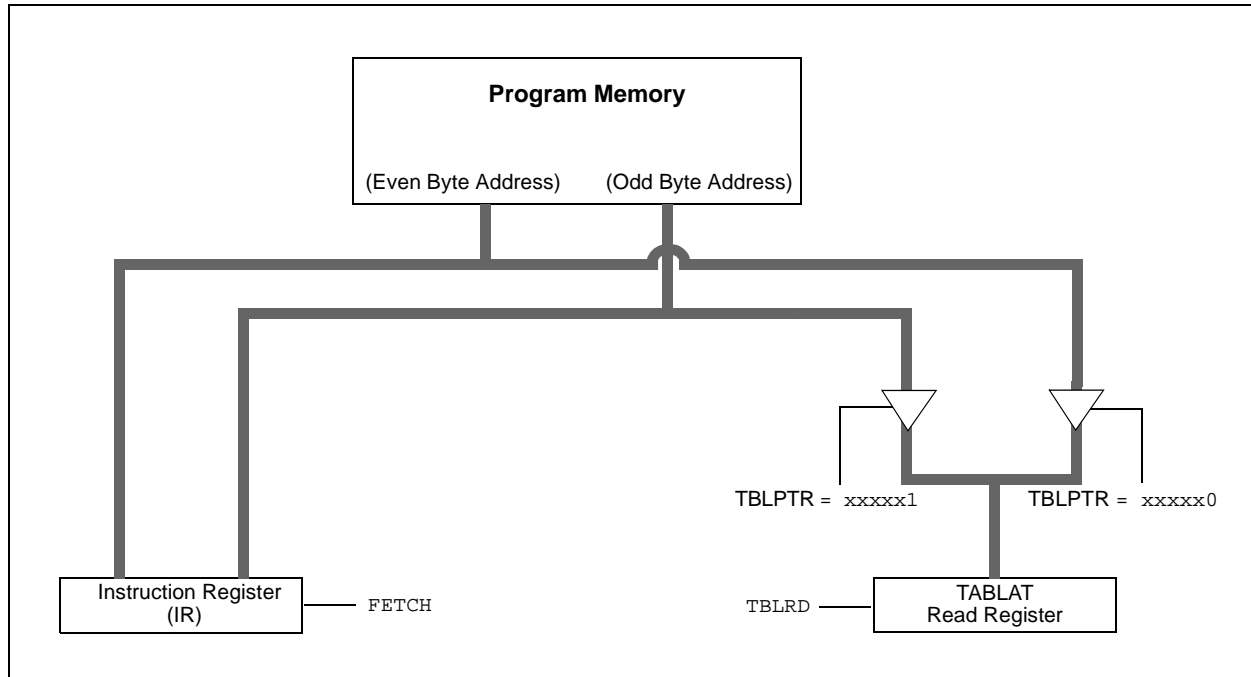 Program Memory
(Even Byte Address) (Odd Byte Address)
TBLPTR = xxxxx1 TBLPTR = xxxxx0
Instruction Register
(IR)
FETCH
TBLRD
TABLAT
Read Register